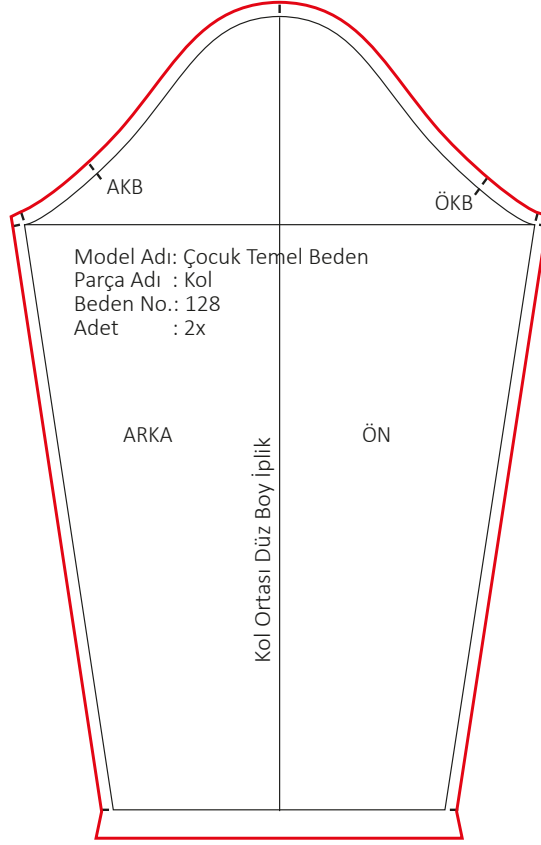 AKB
ÖKB
Model Adı: Çocuk Temel Beden
Parça Adı : Kol
Beden No.: 128
Adet : 2x
ARKA
ÖN
Kol Ortası Düz Boy İplik